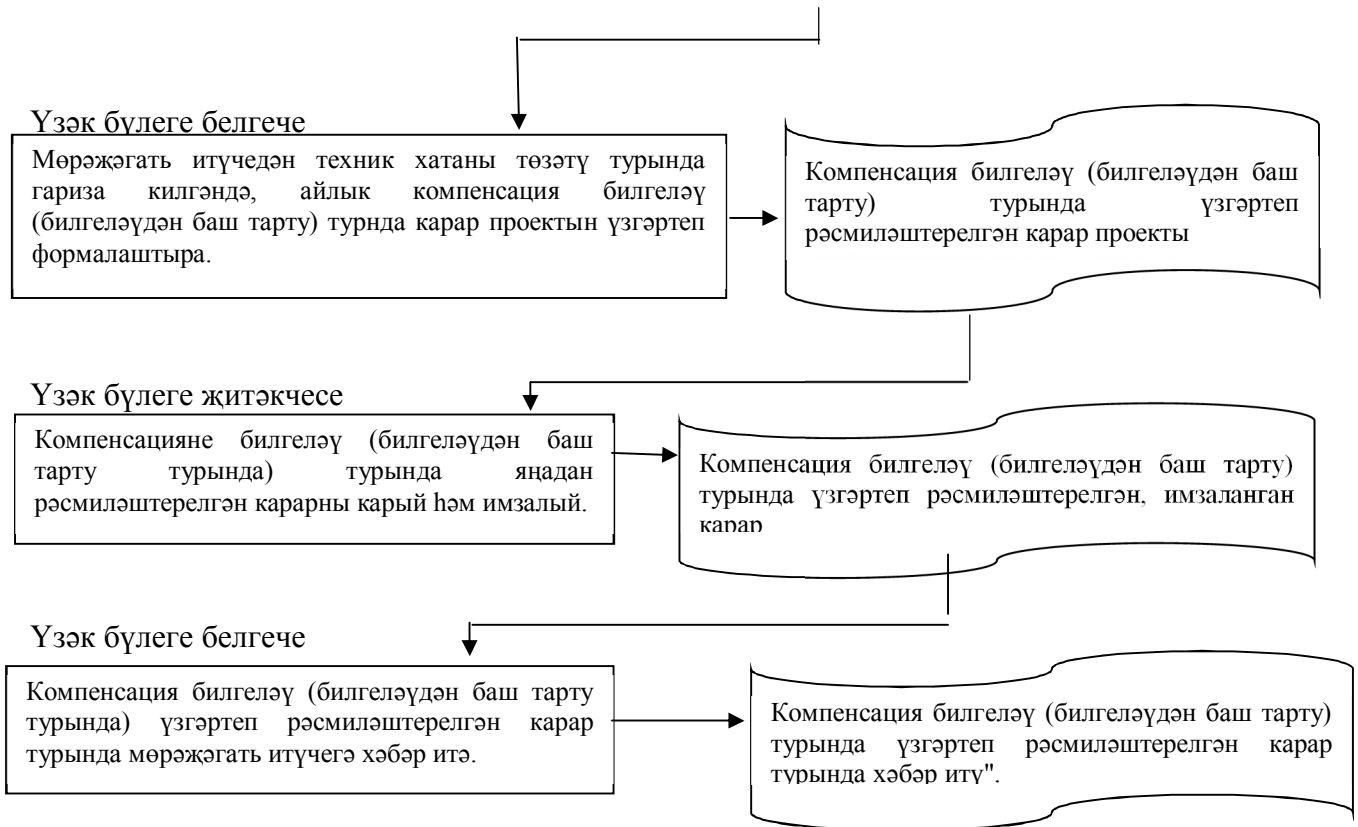 Үзәк бүлеге белгече
Мөрәҗәгать итүчедән техник хатаны төзәтү турында
гариза килгәндә, айлык компенсация билгеләү
(билгеләүдән баш тарту) турнда карар проектын үзгәртеп
формалаштыра.
Компенсация билгеләү (билгеләүдән баш
тарту) турында үзгәртеп
рәсмиләштерелгән карар проекты
Үзәк бүлеге җитәкчесе
Компенсацияне билгеләү (билгеләүдән баш
тарту турында) турында яңадан
рәсмиләштерелгән карарны карый һәм имзалый.
Компенсация билгеләү (билгеләүдән баш тарту)
турында үзгәртеп рәсмиләштерелгән, имзаланган
карар
Үзәк бүлеге белгече
Компенсация билгеләү (билгеләүдән баш тарту
турында) үзгәртеп рәсмиләштерелгән карар
турында мөрәҗәгать итүчегә хәбәр итә.
Компенсация билгеләү (билгеләүдән баш тарту)
турында үзгәртеп рәсмиләштерелгән карар
турында хәбәр итү".